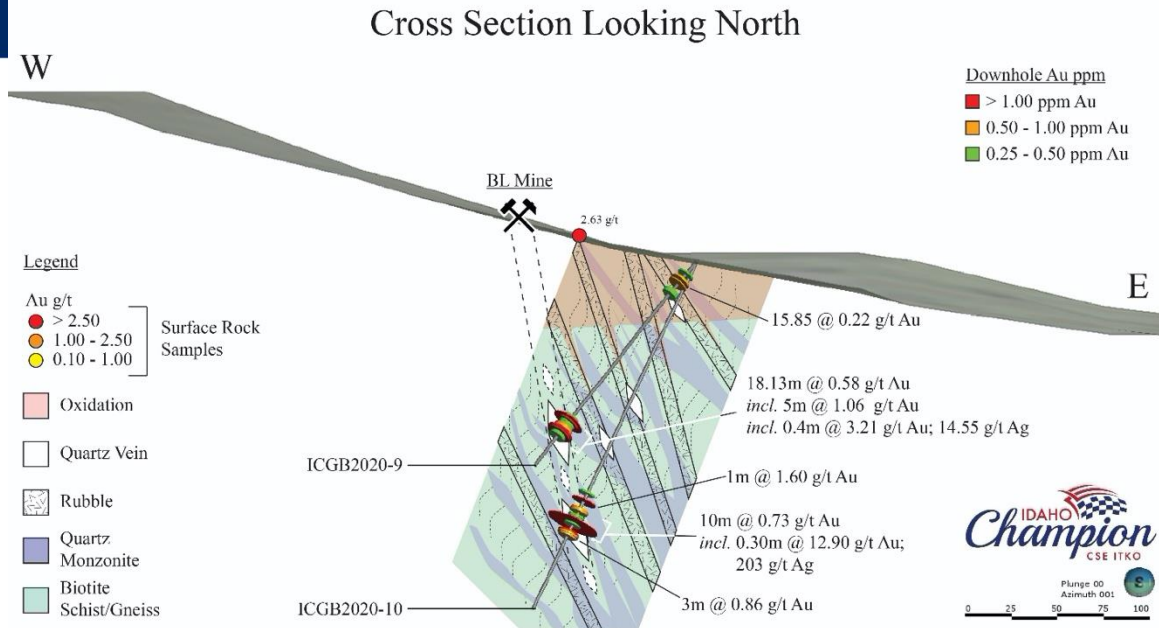 Cross Section Looking North
W
Downhole Au ppm
> 1.00 ppm Au
0.50 - 1.00 ppm Au
0.25 - 0.50 ppm Au
BL Mine
2.63 g/t
E
Legend
Au g/t
> 2.50
1.00 - 2.50
0.10 - 1.00
Surface Rock
Samples
Oxidation
Quartz Vein
Rubble
Quartz
Monzonite
Biotite
Schist/Gneiss
15.85 @ 0.22 g/t Au
18.13m @ 0.58 g/t Au
incl. 5m @ 1.06 g/t Au
incl. 0.4m @ 3.21 g/t Au; 14.55 g/t Ag
ICGB2020-9
1m @ 1.60 g/t Au
10m @ 0.73 g/t Au
incl. 0.30m @ 12.90 g/t Au;
203 g/t Ag
3m @ 0.86 g/t Au
ICGB2020-10
IDAHO
Champion
CSE ITKO
Plunge 00
Azimuth 001
0 25 50 75 100